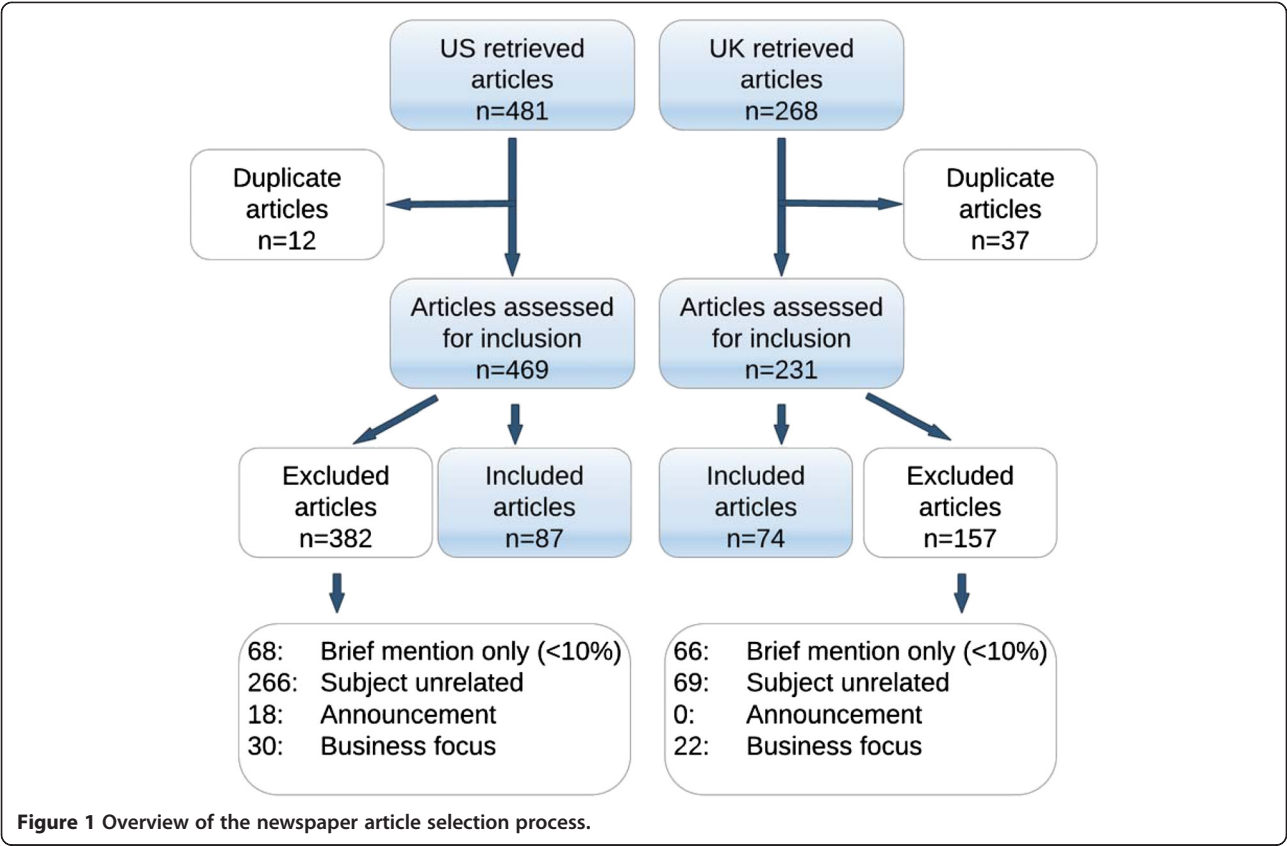 US retrieved
articles
n=481
UK retrieved
articles
n=268
Duplicate
articles
n=12
Duplicate
articles
n=37
Articles assessed
for inclusion
n=469
Articles assessed
for inclusion
n=231
Excluded
articles
n=382
Included
articles
n=87
Included
articles
n=74
Excluded
articles
n=157
68: Brief mention only (<10%)
266: Subject unrelated
18: Announcement
30: Business focus
66: Brief mention only (<10%)
69: Subject unrelated
0: Announcement
22: Business focus
Figure 1 Overview of the newspaper article selection process.